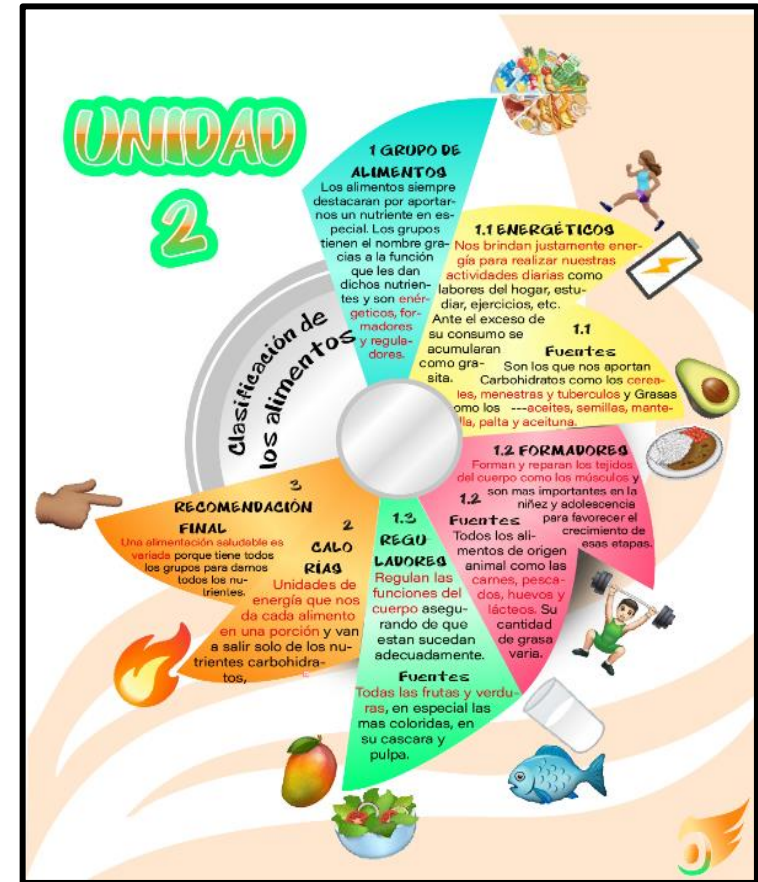 UNIDAD
2
Clasificación de
los alimentos
1 GRUPO DE
ALIMENTOS
Los alimentos siempre
destacaran por aportar-
nos un nutriente en es-
pecial. Los grupos
tienen el nombre gra-
cias a la función
que les dan
dichos nutrien-
tes y son enér-
geticos, for-
madores
y regula-
dores.
1.1 ENERGÉTICOS
Nos brindan justamente ener-
gía para realizar nuestras
actividades diarias como
labores del hogar, estu-
diar, ejercicios, etc.
Ante el exceso de
su consumo se
acumularan
como gra-
sita.
1.1
Fuentes
Son los que nos aportan
Carbohidratos como los cerea-
les, menestras y tuberculos y Grasas
omo los ---aceites, semillas, mante-
lla, palta y aceituna.
1.2 FORMADORES
Forman y reparan los tejidos
del cuerpo como los músculos y
son mas importantes en la
niñez y adolescencia
para favorecer el
crecimiento de
esas etapas.
1.2
Fuentes
Todos los ali-
mentos de origen
animal como las
carnes, pesca-
dos, huevos y
lácteos. Su
cantidad
de grasa
varia.
1.3
REGU
LADORES
Regulan las
funciones del
cuerpo asegu-
rando de que
estan sucedan
adecuadamente.
Fuentes
Todas las frutas y verdu-
ras, en especial las
mas coloridas, en
su cascara y
pulpa.
2
CALO
RÍAS
Unidades de
energía que nos
da cada alimento
en una porción y van
a salir solo de los nu-
trientes carbohidra-
tos,
3
RECOMENDACIÓN
FINAL
Una alimentación saludable es
variada porque tiene todos
los grupos para darnos
todos los nu-
trientes.